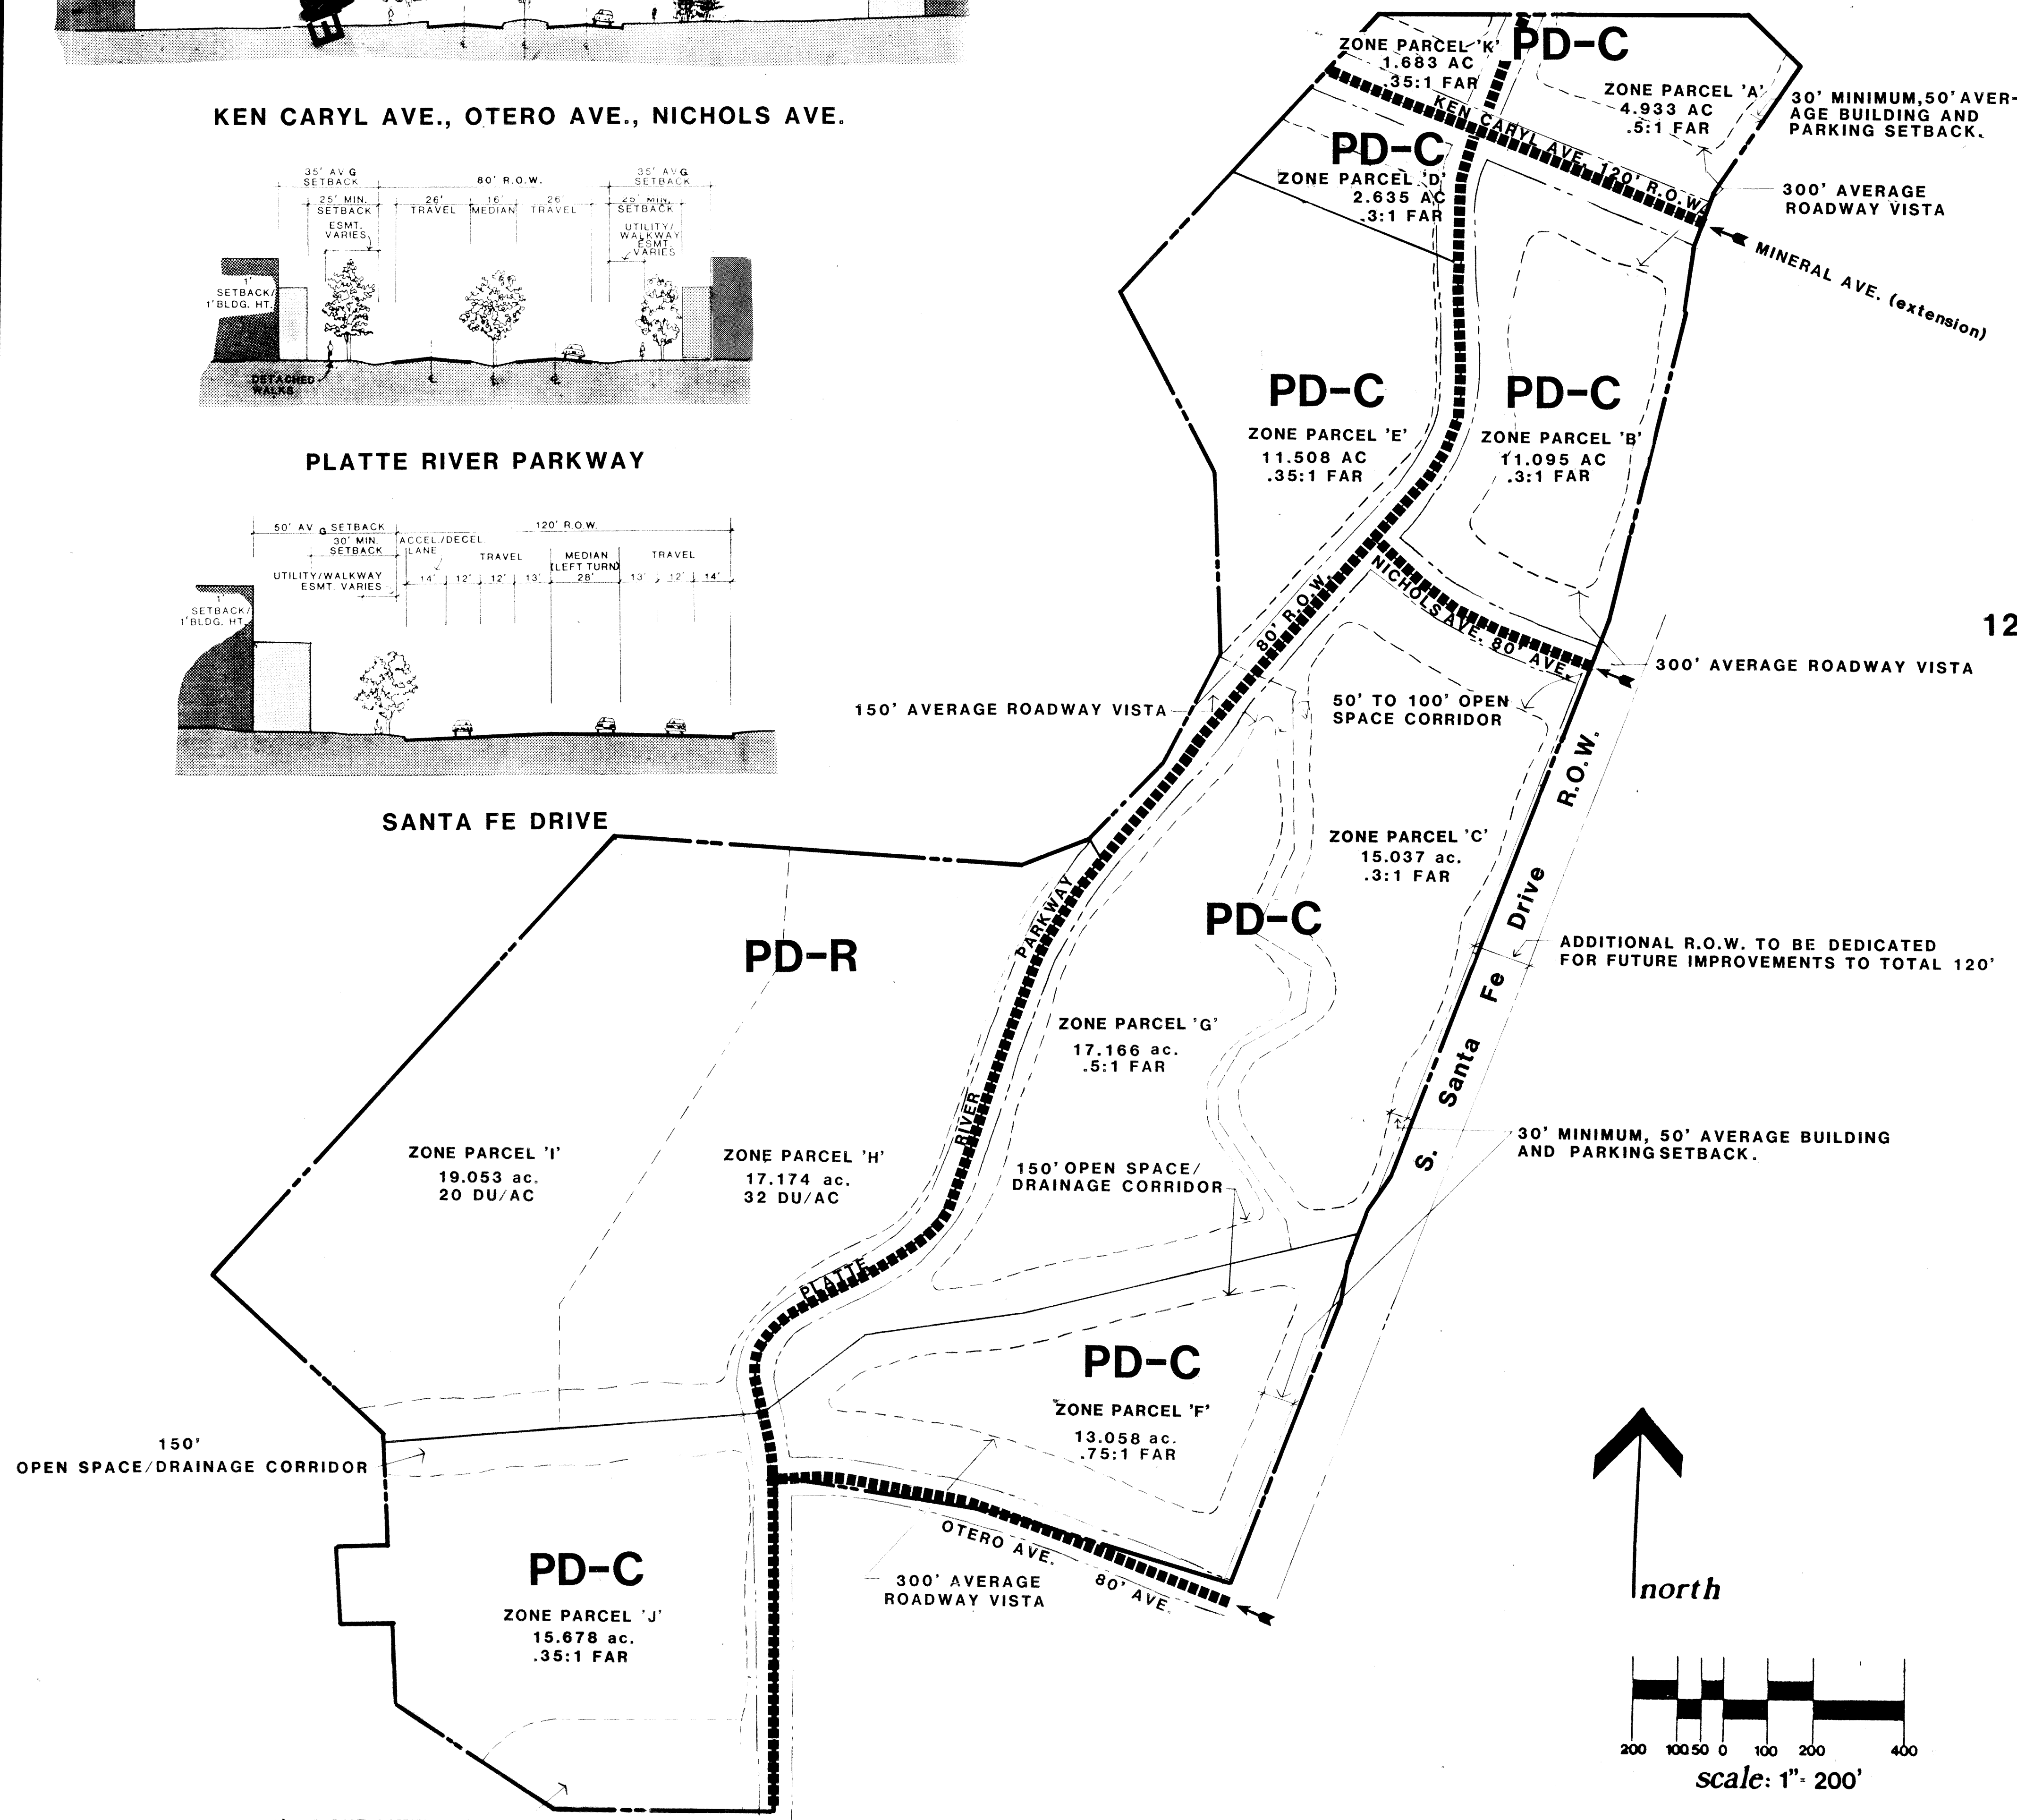 KEN CARYL AVE., OTERO AVE., NICHOLS AVE.
35' AVG
SETBACK
80' R.O.W.
35' AVG
SETBACK
25' MIN.
SETBACK
26'
TRAVEL
16'
MEDIAN
26'
TRAVEL
25' MIN.
SETBACK
ESMT.
VARIES
UTILITY/
WALKWAY
ESMT.
VARIES
1'
SETBACK/
1' BLDG. HT.
DETACHED
WALKS
PLATTE RIVER PARKWAY
50' AVG SETBACK
120' R.O.W.
30' MIN.
SETBACK
ACCEL./DECEL
LANE
TRAVEL
MEDIAN
(LEFT TURN)
TRAVEL
UTILITY/WALKWAY
ESMT. VARIES
14' 12' 12' 13' 28' 13' 12' 14'
1'
SETBACK/
1' BLDG. HT.
SANTA FE DRIVE
ZONE PARCEL 'K'
1.683 AC
.35:1 FAR
PD-C
ZONE PARCEL 'A'
4.933 AC
.5:1 FAR
30' MINIMUM, 50' AVER-
AGE BUILDING AND
PARKING SETBACK.
KEN CARYL AVE. 120' R.O.W.
300' AVERAGE
ROADWAY VISTA
MINERAL AVE. (extension)
PD-C
ZONE PARCEL 'D'
2.635 AC
.3:1 FAR
PD-C
ZONE PARCEL 'E'
11.508 AC
.35:1 FAR
PD-C
ZONE PARCEL 'B'
11.095 AC
.3:1 FAR
80' R.O.W.
NICHOLS AVE. 80' AVE.
12
300' AVERAGE ROADWAY VISTA
150' AVERAGE ROADWAY VISTA
50' TO 100' OPEN
SPACE CORRIDOR
ZONE PARCEL 'C'
15.037 ac.
.3:1 FAR
PD-C
S. Santa Fe Drive R.O.W.
ADDITIONAL R.O.W. TO BE DEDICATED
FOR FUTURE IMPROVEMENTS TO TOTAL 120'
PD-R
PLATTE RIVER PARKWAY
ZONE PARCEL 'G'
17.166 ac.
.5:1 FAR
ZONE PARCEL 'I'
19.053 ac.
20 DU/AC
ZONE PARCEL 'H'
17.174 ac.
32 DU/AC
150' OPEN SPACE/
DRAINAGE CORRIDOR
30' MINIMUM, 50' AVERAGE BUILDING
AND PARKING SETBACK.
PD-C
ZONE PARCEL 'F'
13.058 ac.
.75:1 FAR
150'
OPEN SPACE/DRAINAGE CORRIDOR
OTERO AVE. 80' AVE.
300' AVERAGE
ROADWAY VISTA
PD-C
ZONE PARCEL 'J'
15.678 ac.
.35:1 FAR
north
200 100 50 0 100 200 400
scale: 1"= 200'